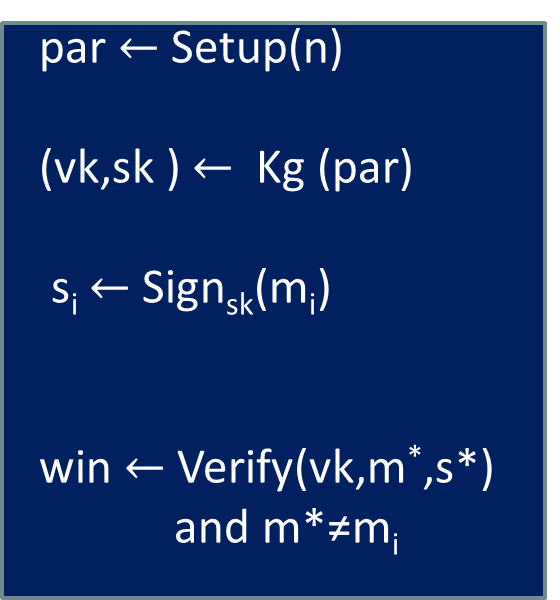 par ← Setup(n)
(vk,sk ) ← Kg (par)
sᵢ ← Signₛₖ(mᵢ)
win ← Verify(vk,m*,s*)
and m*≠mᵢ